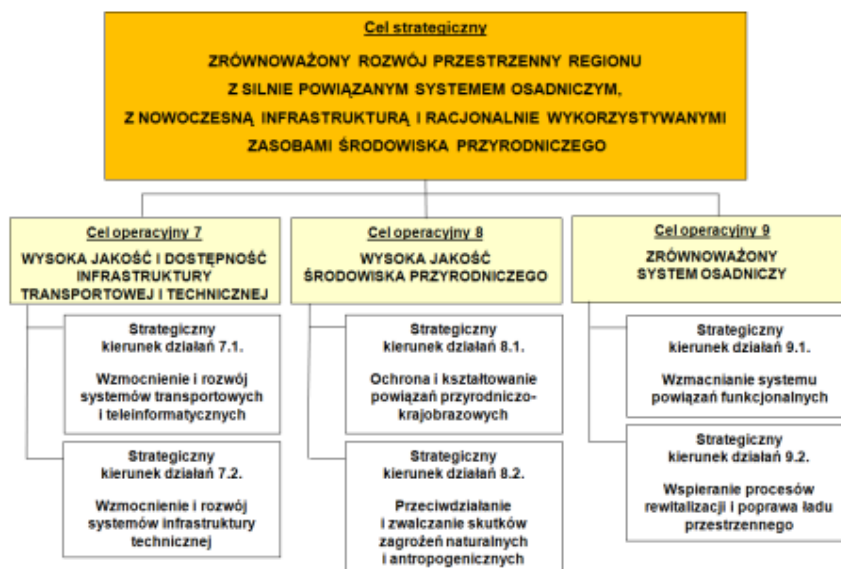 Cel strategiczny
ZRÓWNOWAŻONY ROZWÓJ PRZESTRZENNY REGIONU
Z SILNIE POWIĄZANYM SYSTEMEM OSADNICZYM,
Z NOWOCZESNĄ INFRASTRUKTURĄ I RACJONALNIE WYKORZYSTYWANYMI
ZASOBAMI ŚRODOWISKA PRZYRODNICZEGO
Cel operacyjny 7
WYSOKA JAKOŚĆ I DOSTĘPNOŚĆ
INFRASTRUKTURY
TRANSPORTOWEJ I TECHNICZNEJ
Strategiczny
kierunek działań 7.1.
Wzmocnienie i rozwój
systemów transportowych
i teleinformatycznych
Strategiczny
kierunek działań 7.2.
Wzmocnienie i rozwój
systemów infrastruktury
technicznej
Cel operacyjny 8
WYSOKA JAKOŚĆ
ŚRODOWISKA PRZYRODNICZEGO
Strategiczny
kierunek działań 8.1.
Ochrona i kształtowanie
powiązań przyrodniczo-
krajobrazowych
Strategiczny
kierunek działań 8.2.
Przeciwdziałanie
i zwalczanie skutków
zagrożeń naturalnych
i antropogenicznych
Cel operacyjny 9
ZRÓWNOWAŻONY
SYSTEM OSADNICZY
Strategiczny
kierunek działań 9.1.
Wzmacnianie systemu
powiązań funkcjonalnych
Strategiczny
kierunek działań 9.2.
Wspieranie procesów
rewitalizacji i poprawa ładu
przestrzennego